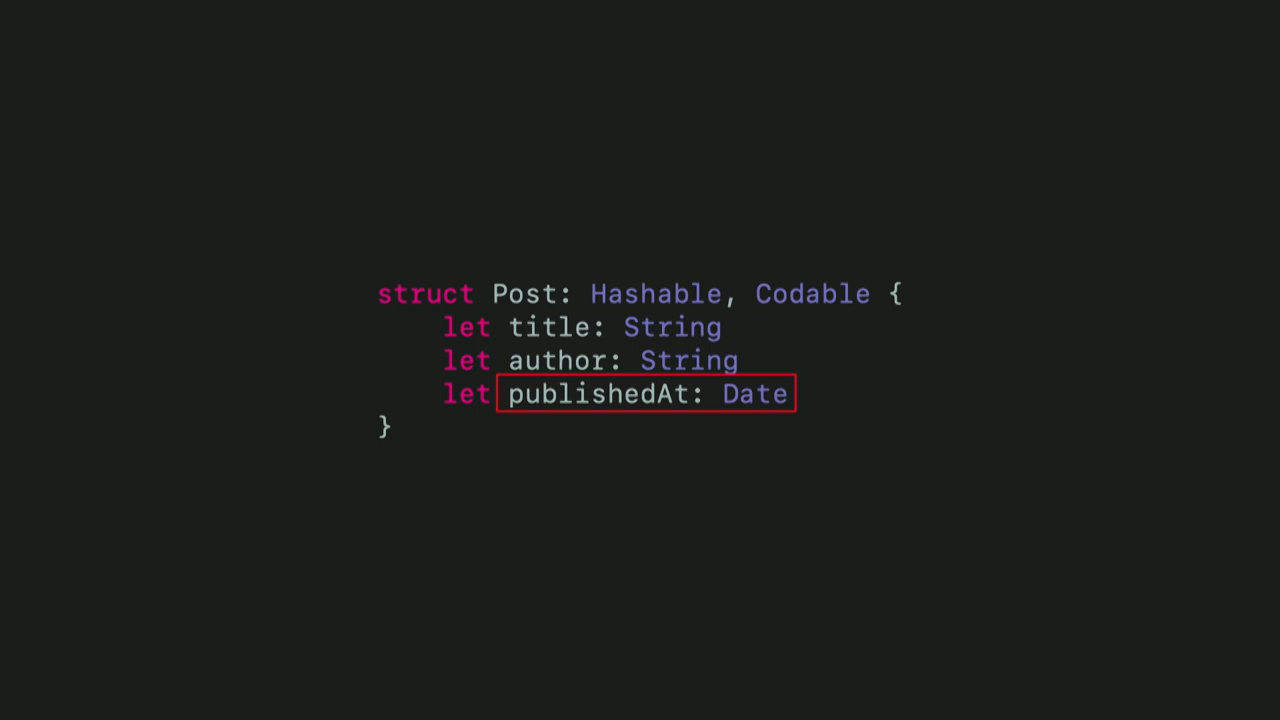 struct Post: Hashable, Codable {
    let title: String
    let author: String
    let publishedAt: Date
}